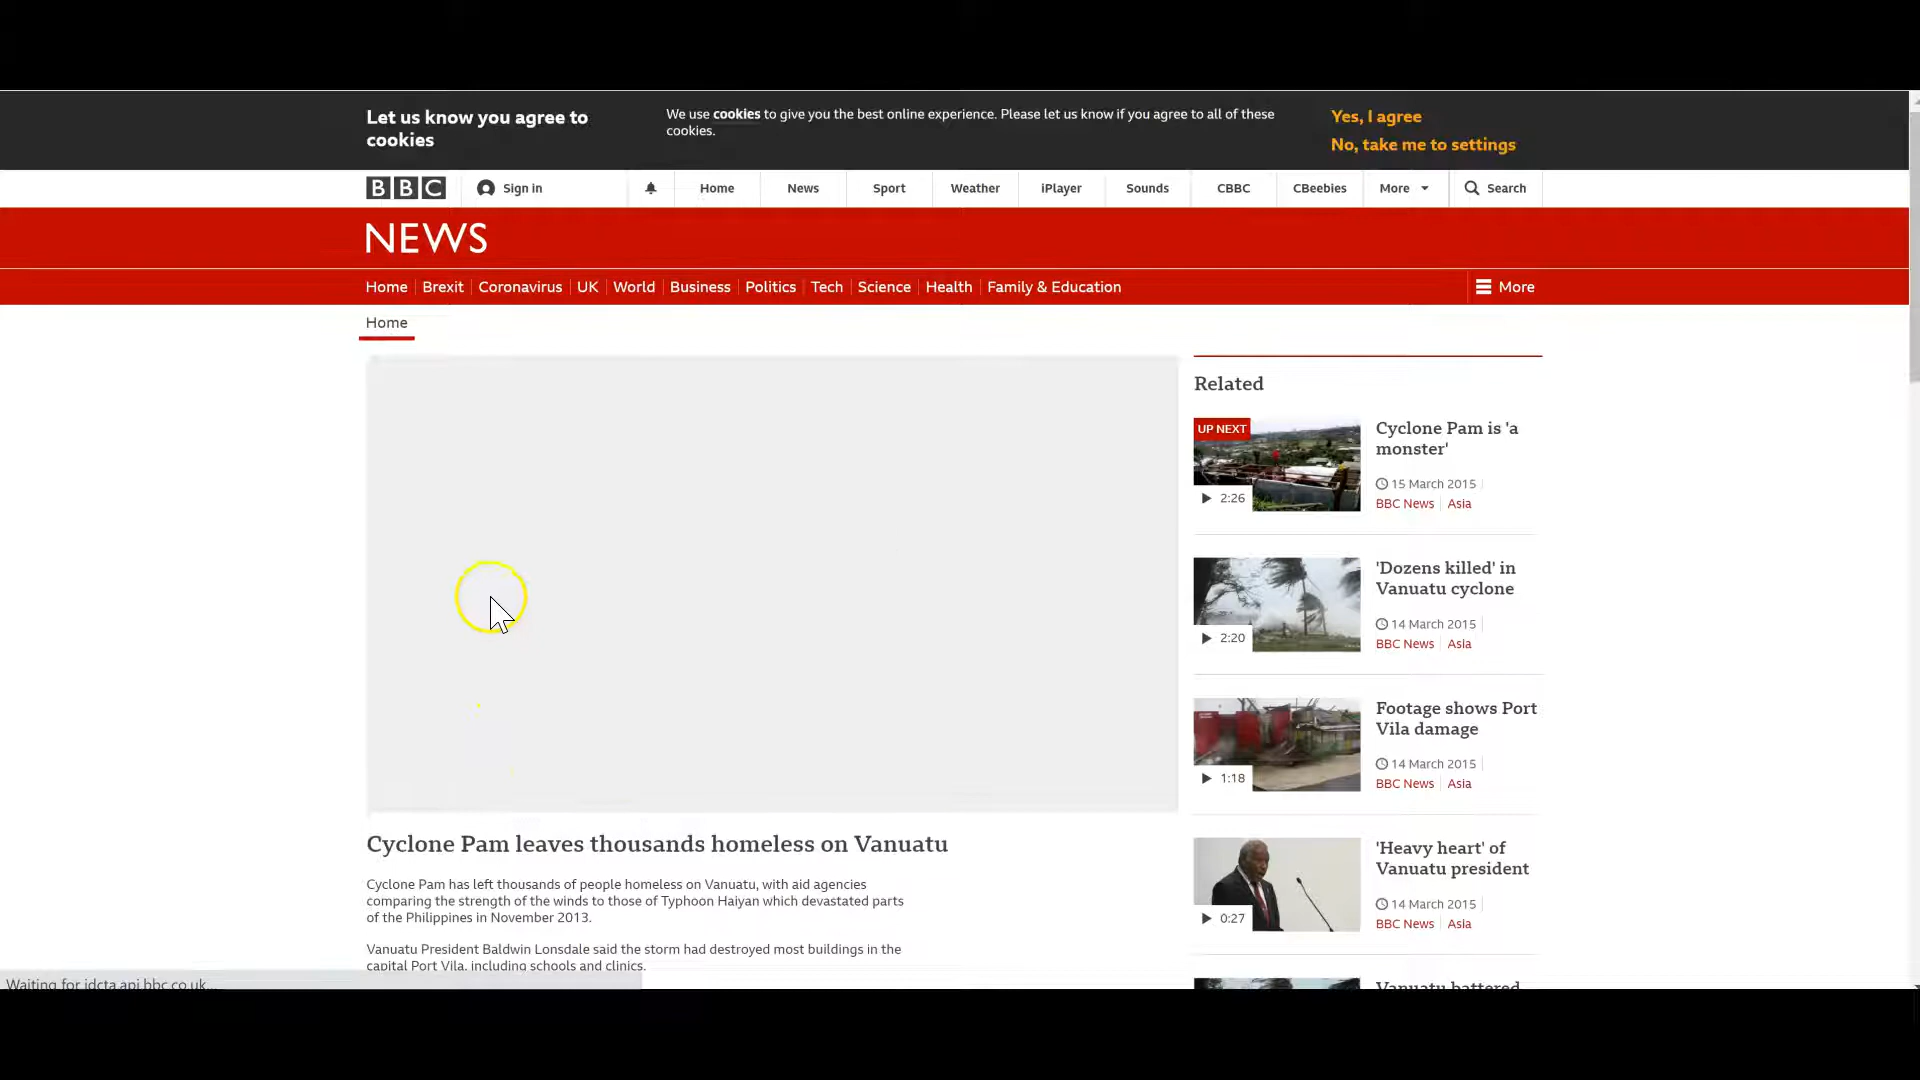 Let us know you agree to
cookies
We use cookies to give you the best online experience. Please let us know if you agree to all of these
cookies.
Yes, I agree
No, take me to settings
BBC
Sign in
Home
News
Sport
Weather
iPlayer
Sounds
CBBC
CBeebies
More
Search
NEWS
Home
Brexit
Coronavirus
UK
World
Business
Politics
Tech
Science
Health
Family & Education
More
Home
Cyclone Pam leaves thousands homeless on Vanuatu
Cyclone Pam has left thousands of people homeless on Vanuatu, with aid agencies
comparing the strength of the winds to those of Typhoon Haiyan which devastated parts
of the Philippines in November 2013.
Vanuatu President Baldwin Lonsdale said the storm had destroyed most buildings in the
capital Port Vila, including schools and clinics.
Related
UP NEXT
2:26
Cyclone Pam is 'a
monster'
15 March 2015
BBC News
Asia
2:20
'Dozens killed' in
Vanuatu cyclone
14 March 2015
BBC News
Asia
1:18
Footage shows Port
Vila damage
14 March 2015
BBC News
Asia
0:27
'Heavy heart' of
Vanuatu president
14 March 2015
BBC News
Asia
Vanuatu battered
Waiting for idcta.api.bbc.co.uk...